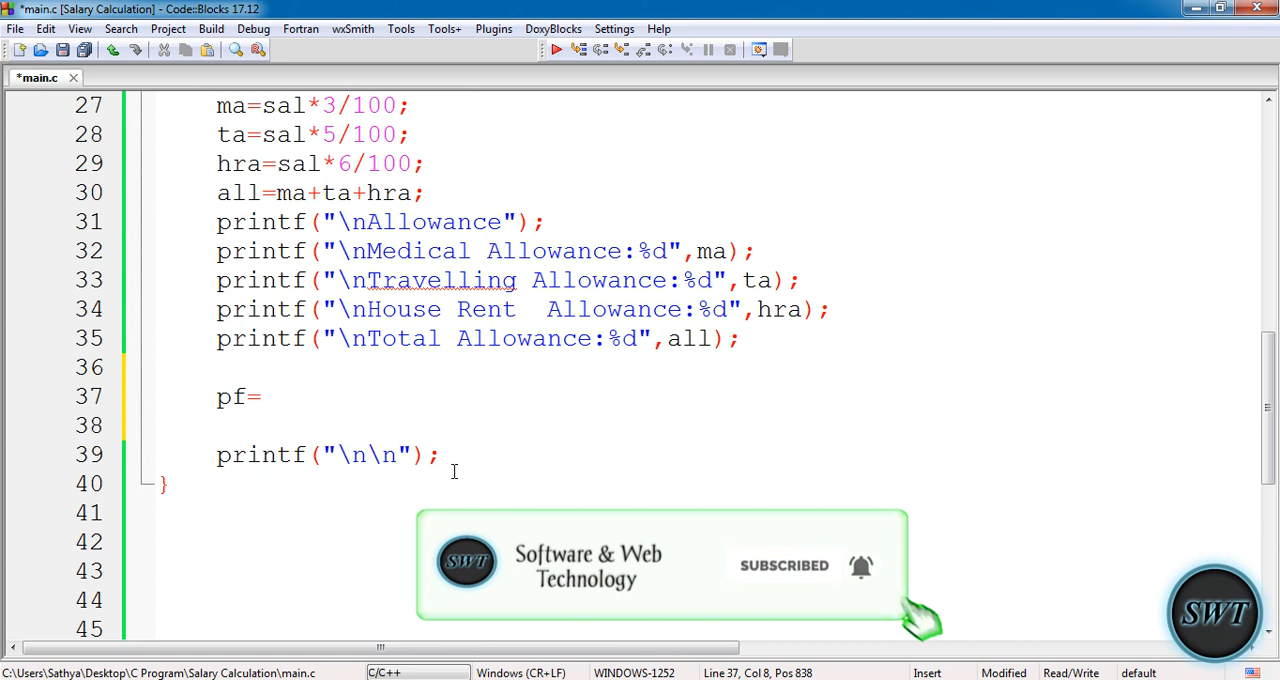 *main.c [Salary Calculation] - Code::Blocks 17.12
File Edit View Search Project Build Debug Fortran wxSmith Tools Tools+ Plugins DoxyBlocks Settings Help
*main.c
27 ma=sal*3/100;
28 ta=sal*5/100;
29 hra=sal*6/100;
30 all=ma+ta+hra;
31 printf("\nAllowance");
32 printf("\nMedical Allowance:%d",ma);
33 printf("\nTravelling Allowance:%d",ta);
34 printf("\nHouse Rent  Allowance:%d",hra);
35 printf("\nTotal Allowance:%d",all);
36
37 pf=
38
39 printf("\n\n");
40 }
41
42
43
44
45
SWT Software & Web Technology SUBSCRIBED
SWT
C:\Users\Sathya\Desktop\C Program\Salary Calculation\main.c C/C++ Windows (CR+LF) WINDOWS-1252 Line 37, Col 8, Pos 838 Insert Modified Read/Write default